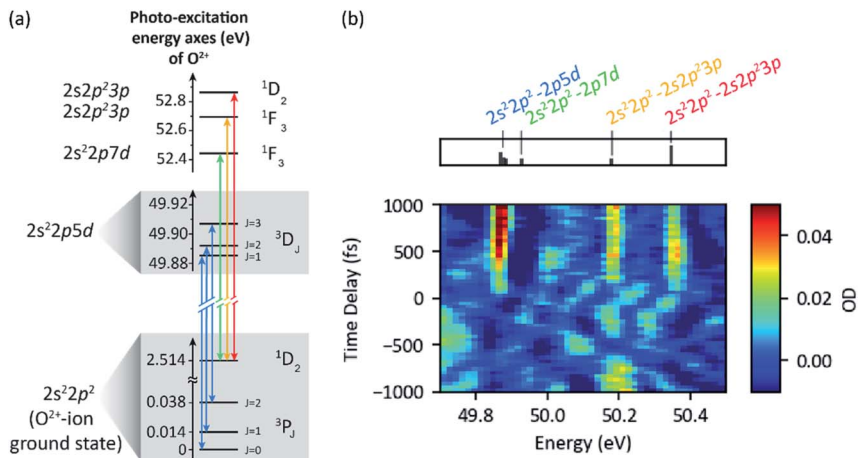 (a)
Photo-excitation
energy axes (eV)
of O²⁺
2s2p²3p
2s2p²3p
2s²2p7d
52.8
52.6
52.4
¹D₂
¹F₃
¹F₃
2s²2p5d
49.92
49.90
49.88
J=3
J=2
J=1
³D_J
2s²2p²
(O²⁺-ion
ground state)
2.514
0.038
0.014
0
¹D₂
J=2
J=1
J=0
³P_J
(b)
2s²2p²-2p5d
2s²2p²-2p7d
2s²2p²-2s2p²3p
2s²2p²-2s2p²3p
Time Delay (fs)
1000
500
0
−500
−1000
49.8 50.0 50.2 50.4
Energy (eV)
0.04
0.02
0.00
OD